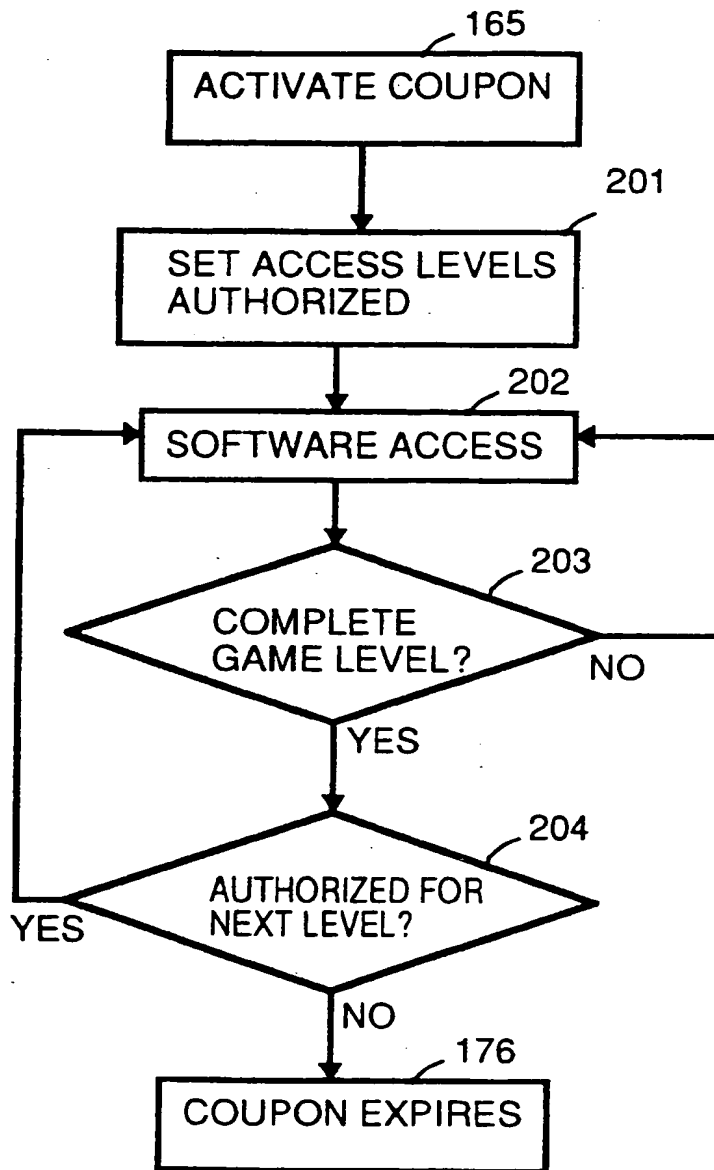 165
ACTIVATE COUPON
201
SET ACCESS LEVELS
AUTHORIZED
202
SOFTWARE ACCESS
203
COMPLETE
GAME LEVEL?
NO
YES
204
AUTHORIZED FOR
NEXT LEVEL?
YES
NO
176
COUPON EXPIRES